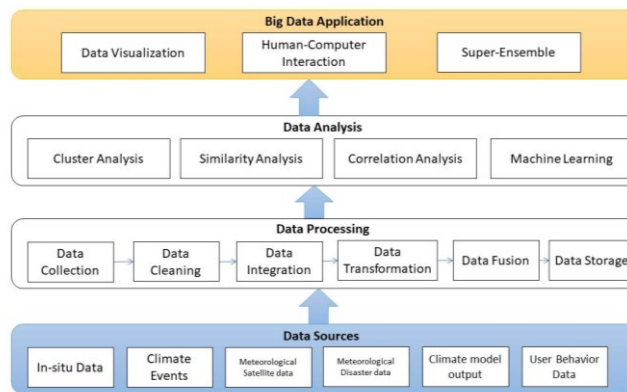 Big Data Application
Data Visualization
Human-Computer
Interaction
Super-Ensemble
Data Analysis
Cluster Analysis
Similarity Analysis
Correlation Analysis
Machine Learning
Data Processing
Data
Collection
Data
Cleaning
Data
Integration
Data
Transformation
Data Fusion
Data Storage
Data Sources
In-situ Data
Climate
Events
Meteorological
Satellite data
Meteorological
Disaster data
Climate model
output
User Behavior
Data